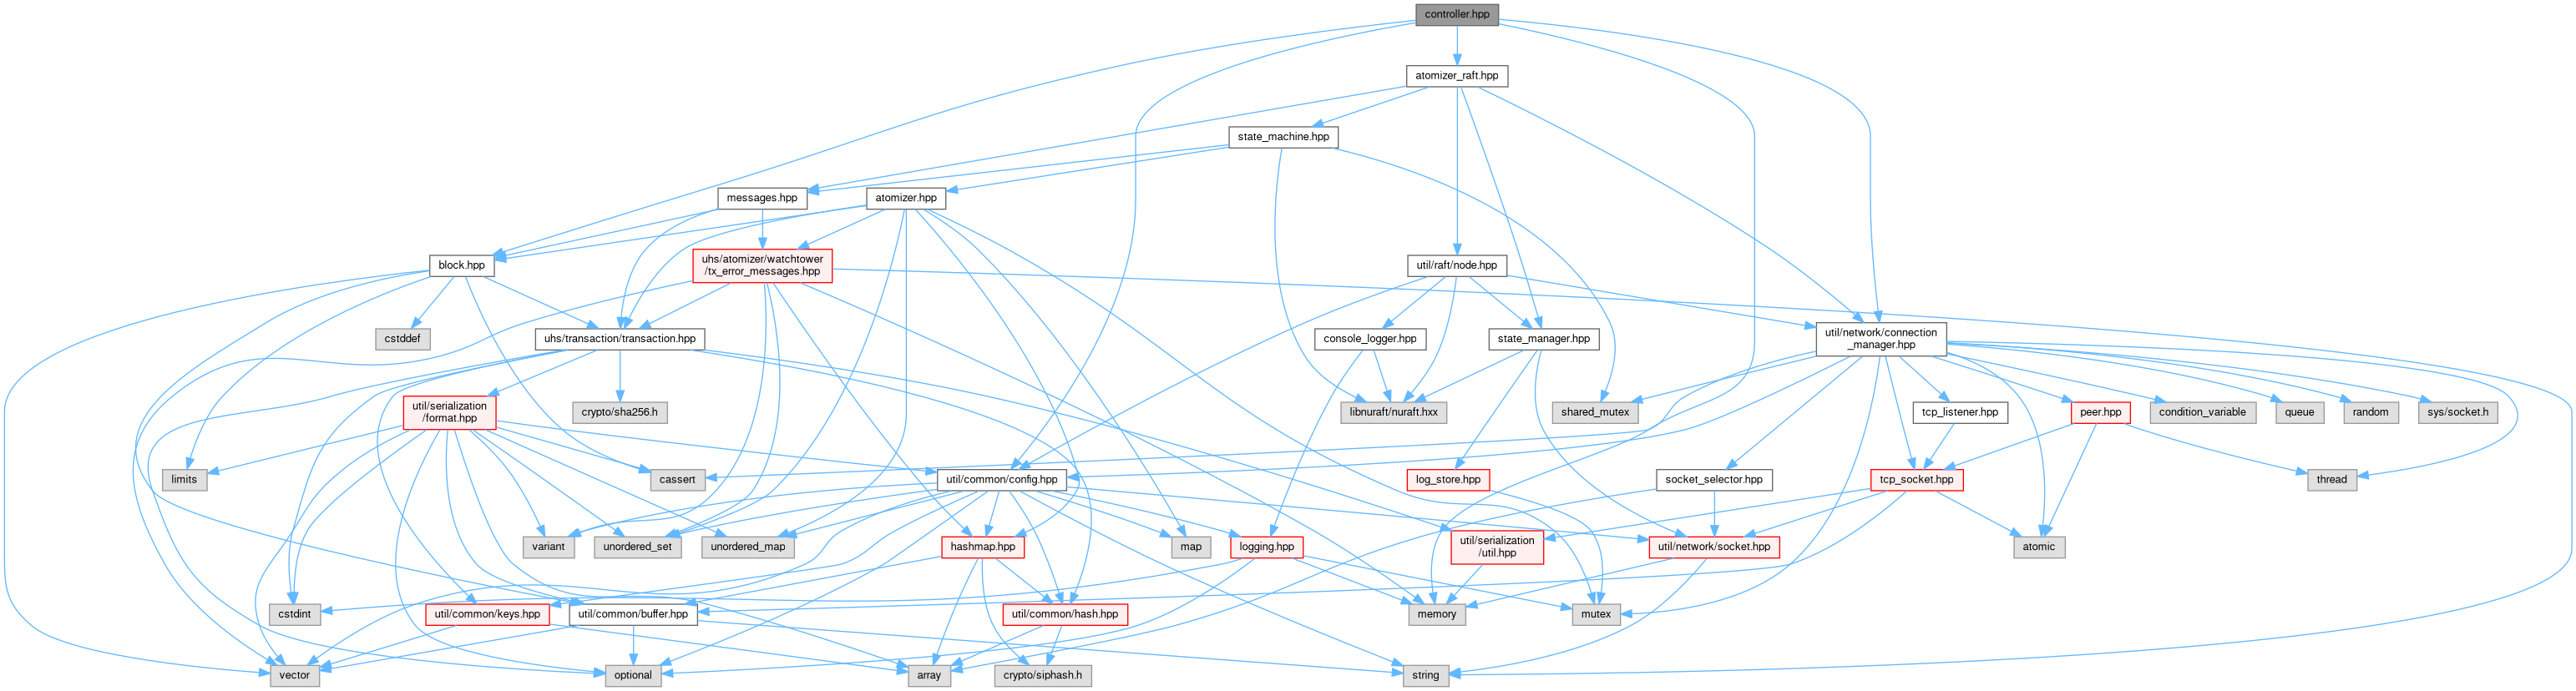 controller.hpp
atomizer_raft.hpp
state_machine.hpp
messages.hpp
atomizer.hpp
block.hpp
uhs/atomizer/watchtower
/tx_error_messages.hpp
util/raft/node.hpp
cstddef
uhs/transaction/transaction.hpp
console_logger.hpp
state_manager.hpp
util/network/connection
_manager.hpp
util/serialization
/format.hpp
crypto/sha256.h
libnuraft/nuraft.hxx
shared_mutex
tcp_listener.hpp
peer.hpp
condition_variable
queue
random
sys/socket.h
limits
cassert
util/common/config.hpp
log_store.hpp
socket_selector.hpp
tcp_socket.hpp
thread
variant
unordered_set
unordered_map
hashmap.hpp
map
logging.hpp
util/serialization
/util.hpp
util/network/socket.hpp
atomic
cstdint
util/common/keys.hpp
util/common/buffer.hpp
util/common/hash.hpp
memory
mutex
vector
optional
array
crypto/siphash.h
string